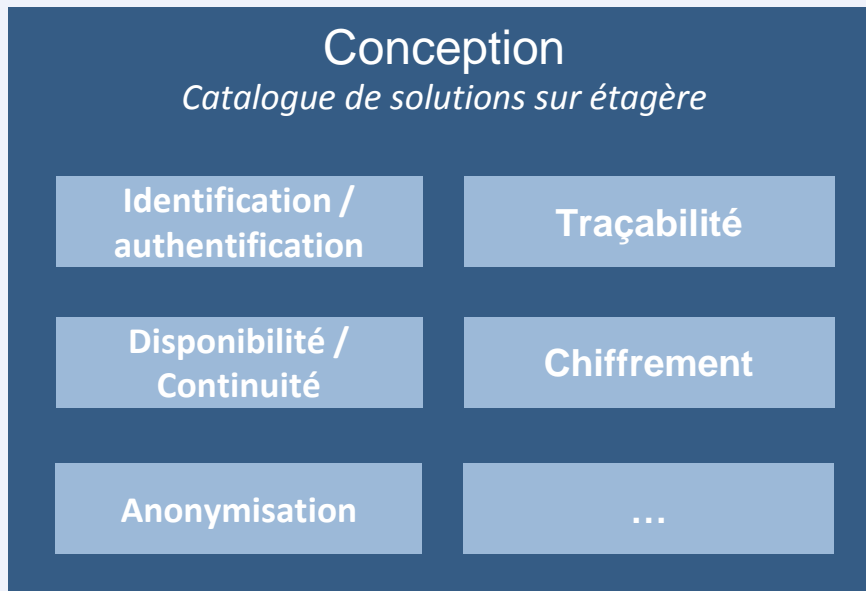 Conception
Catalogue de solutions sur étagère
Identification /
authentification
Traçabilité
Disponibilité /
Continuité
Chiffrement
Anonymisation
...